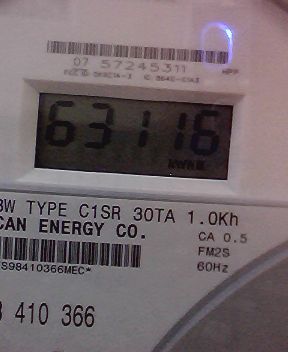 07 57245311
63116
kWh
3W TYPE C1SR 30TA 1.0Kh
CAN ENERGY CO.
CA 0.5
FM2S
60Hz
S98410366MEC*
410 366